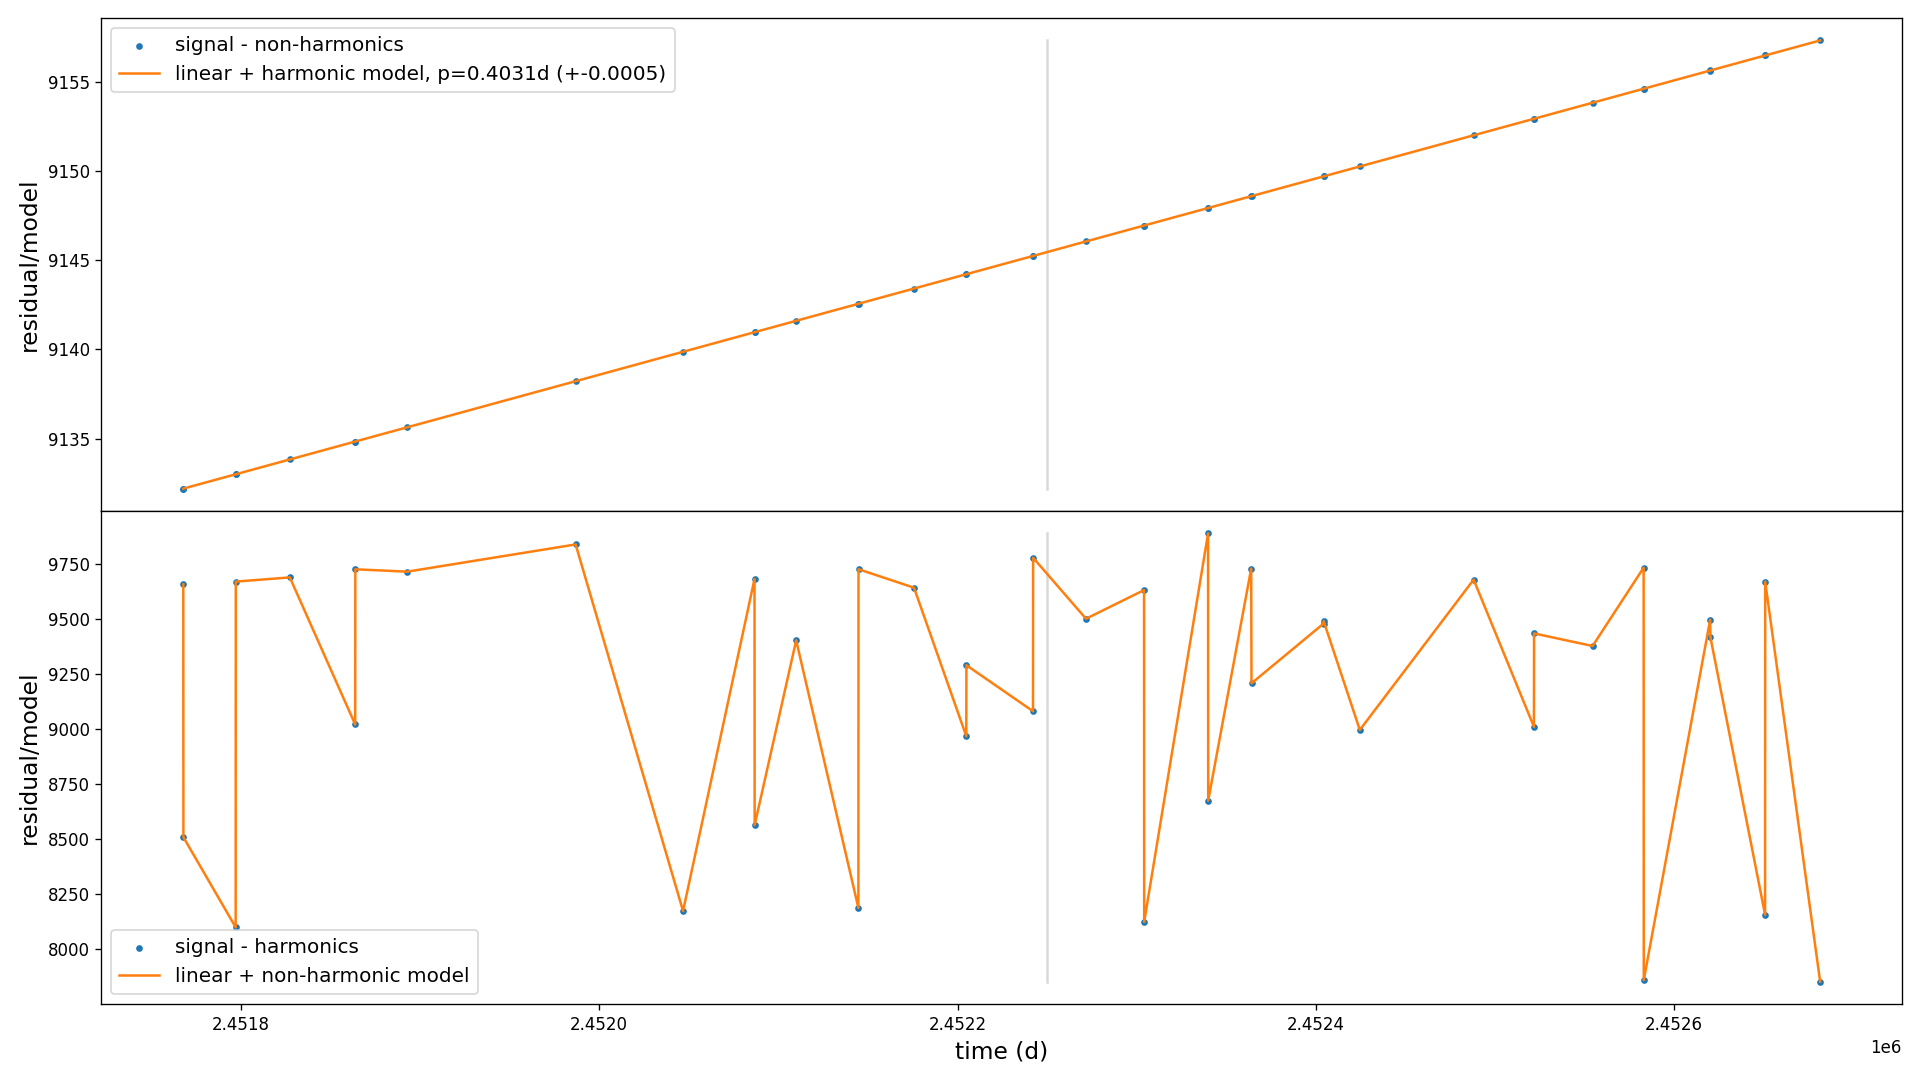 signal - non-harmonics
linear + harmonic model, p=0.4031d (+-0.0005)
9155
9150
9145
9140
9135
residual/model
9750
9500
9250
9000
8750
8500
8250
8000
residual/model
signal - harmonics
linear + non-harmonic model
2.4518 2.4520 2.4522 2.4524 2.4526
time (d)
1e6